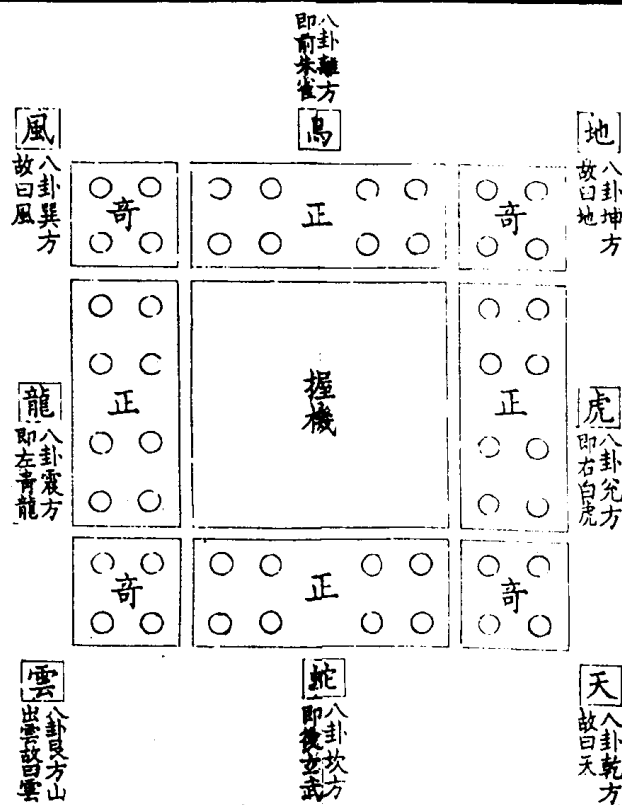 八卦離方
即前朱雀
鳥
地
八卦坤方
故曰地
風
八卦巽方
故曰風
竒
正
竒
虎
八卦兌方
即右白虎
正
握機
正
龍
八卦震方
即左青龍
竒
正
竒
天
八卦乾方
故曰天
蛇
八卦坎方
即後玄武
雲
八卦艮方山
出雲故曰雲